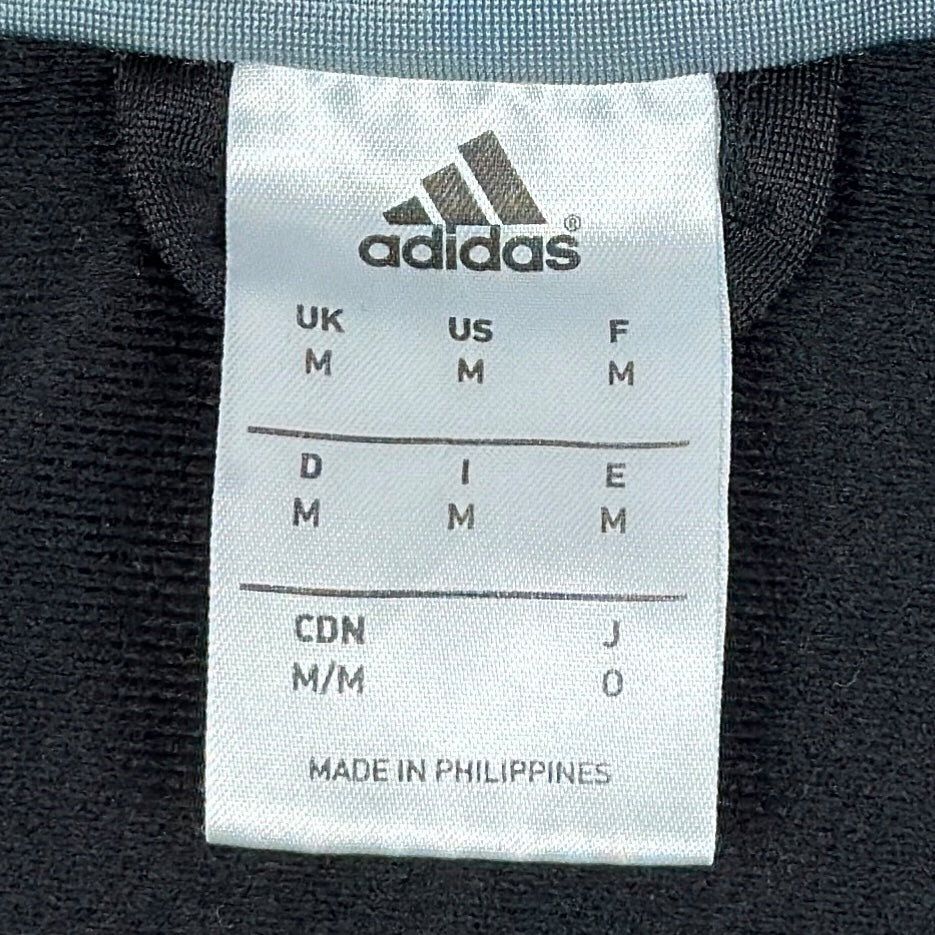 adidas®
UK US F
M M M
D I E
M M M
CDN J
M/M O
MADE IN PHILIPPINES